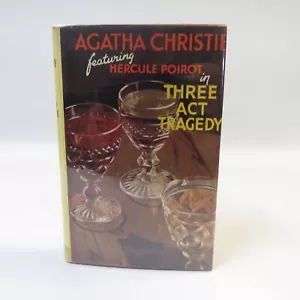 AGATHA CHRISTIE
featuring
HERCULE POIROT
in
THREE
ACT
TRAGEDY